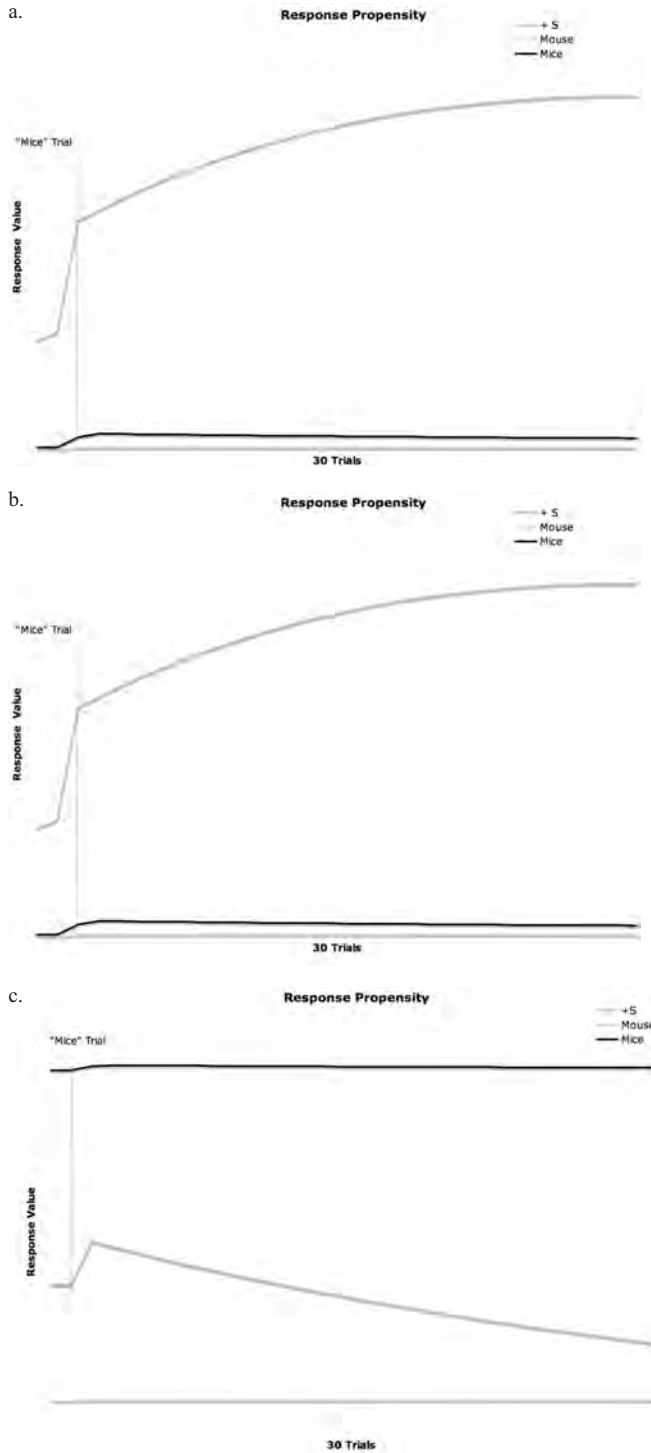 a.
Response Propensity
+ S
Mouse
Mice
"Mice" Trial
Response Value
30 Trials
b.
Response Propensity
+ S
Mouse
Mice
"Mice" Trial
Response Value
30 Trials
c.
Response Propensity
+S
Mouse
Mice
"Mice" Trial
Response Value
30 Trials